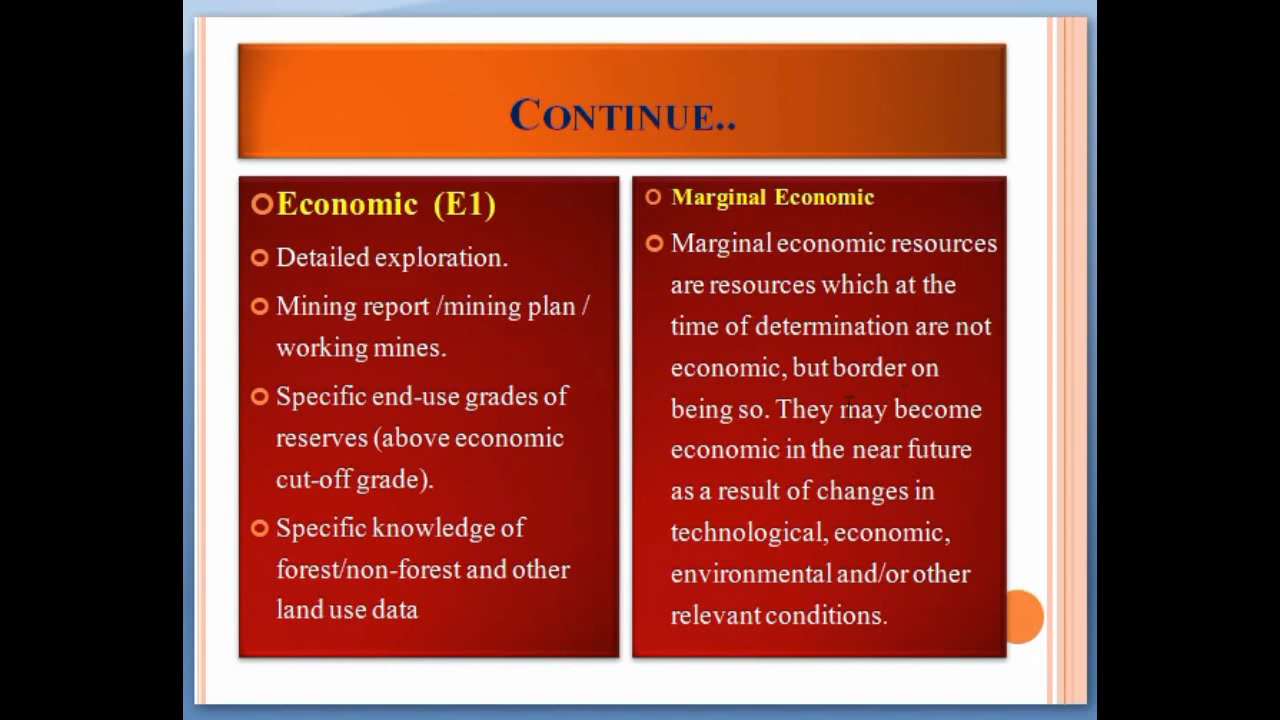 CONTINUE..
Economic (E1)
Detailed exploration.
Mining report /mining plan /
working mines.
Specific end-use grades of
reserves (above economic
cut-off grade).
Specific knowledge of
forest/non-forest and other
land use data
Marginal Economic
Marginal economic resources
are resources which at the
time of determination are not
economic, but border on
being so. They may become
economic in the near future
as a result of changes in
technological, economic,
environmental and/or other
relevant conditions.